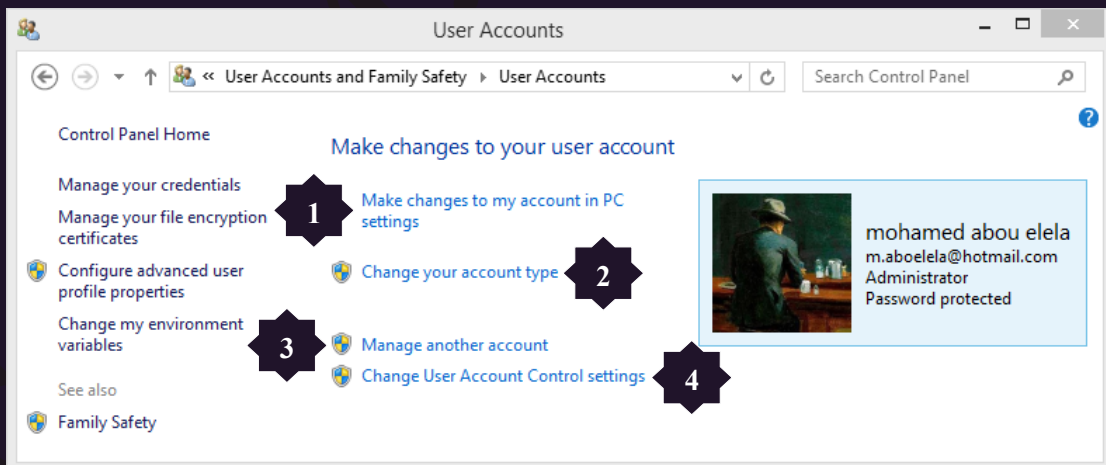 User Accounts
« User Accounts and Family Safety ▸ User Accounts
Search Control Panel
Control Panel Home
Manage your credentials
Manage your file encryption
certificates
Configure advanced user
profile properties
Change my environment
variables
See also
Family Safety
Make changes to your user account
1
Make changes to my account in PC
settings
Change your account type
2
3
Manage another account
Change User Account Control settings
4
mohamed abou elela
m.aboelela@hotmail.com
Administrator
Password protected